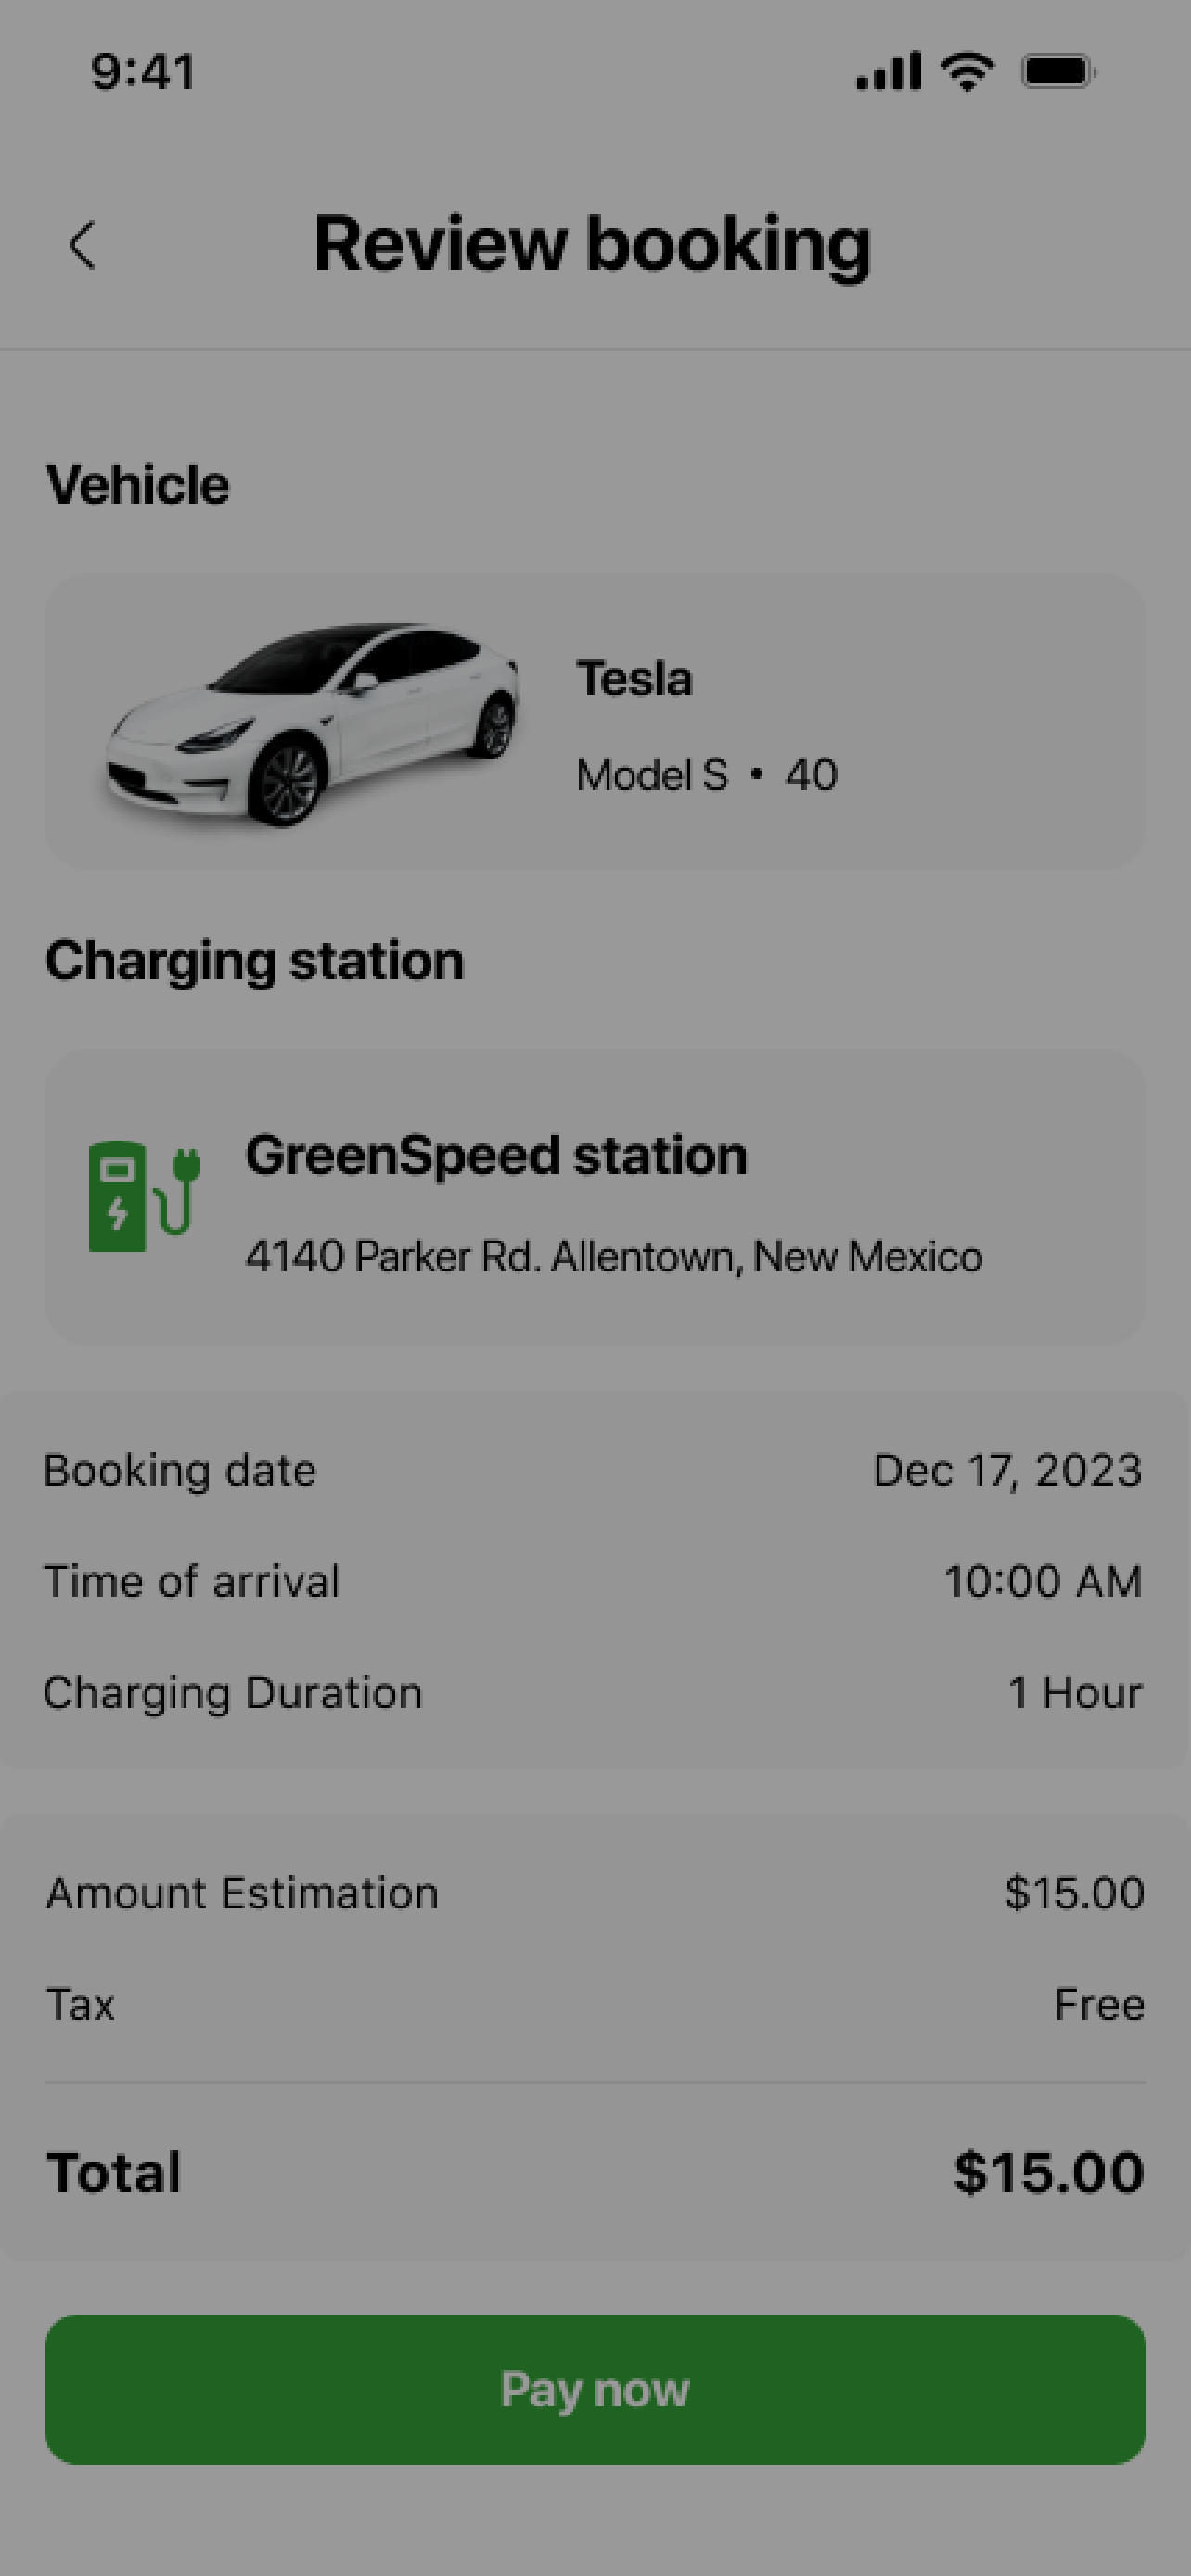 9:41
Review booking
Vehicle
Tesla
Model S • 40
Charging station
GreenSpeed station
4140 Parker Rd. Allentown, New Mexico
Booking date Dec 17, 2023
Time of arrival 10:00 AM
Charging Duration 1 Hour
Amount Estimation $15.00
Tax Free
Total $15.00
Pay now